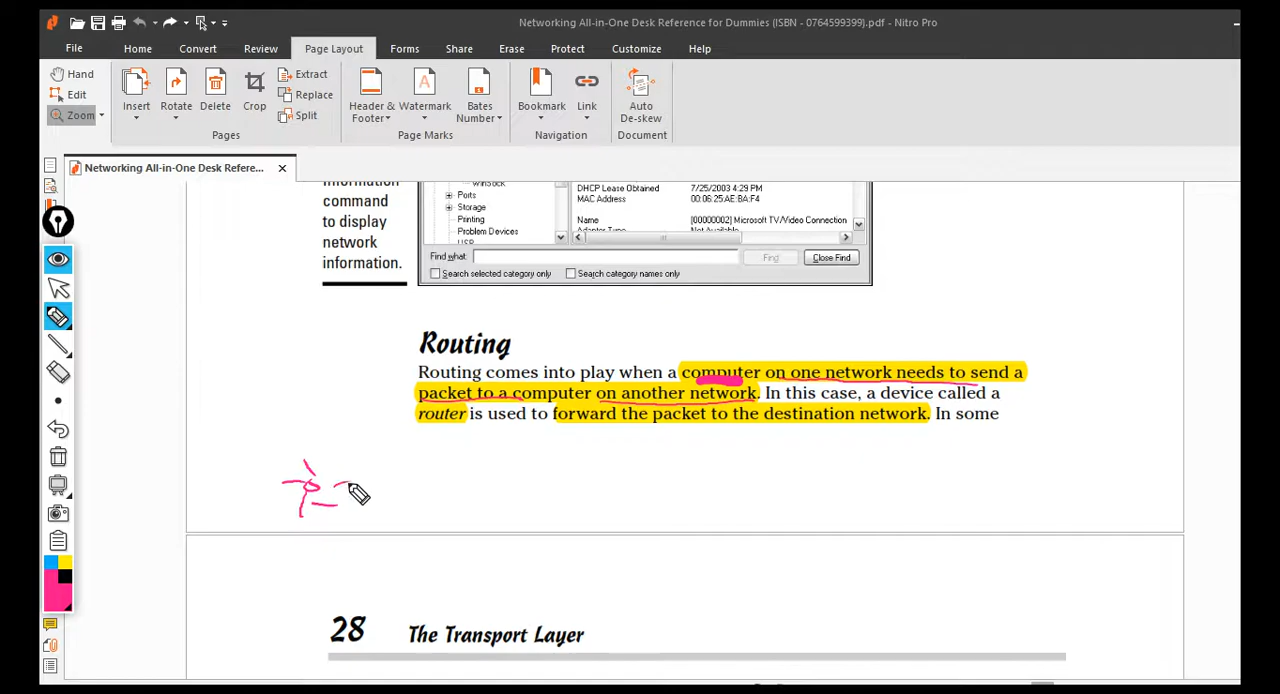 Networking All-in-One Desk Reference for Dummies (ISBN - 0764599399).pdf - Nitro Pro
File Home Convert Review Page Layout Forms Share Erase Protect Customize Help
Hand
Edit
Zoom
Insert Rotate Delete Crop
Extract
Replace
Split
Pages
Header & Footer
Watermark
Bates Number
Page Marks
Bookmark
Link
Navigation
Auto De-skew
Document
Networking All-in-One Desk Refere...
information
command
to display
network
information.
WinSock
Ports
Storage
Printing
Problem Devices
USB
DHCP Lease Obtained 7/25/2003 4:29 PM
MAC Address 00:06:25:AE:BA:F4
Name [00000002] Microsoft TV/Video Connection
Adapter Type Not Available
Find what: Find Close Find
Search selected category only Search category names only
Routing
Routing comes into play when a computer on one network needs to send a
packet to a computer on another network. In this case, a device called a
router is used to forward the packet to the destination network. In some
28 The Transport Layer